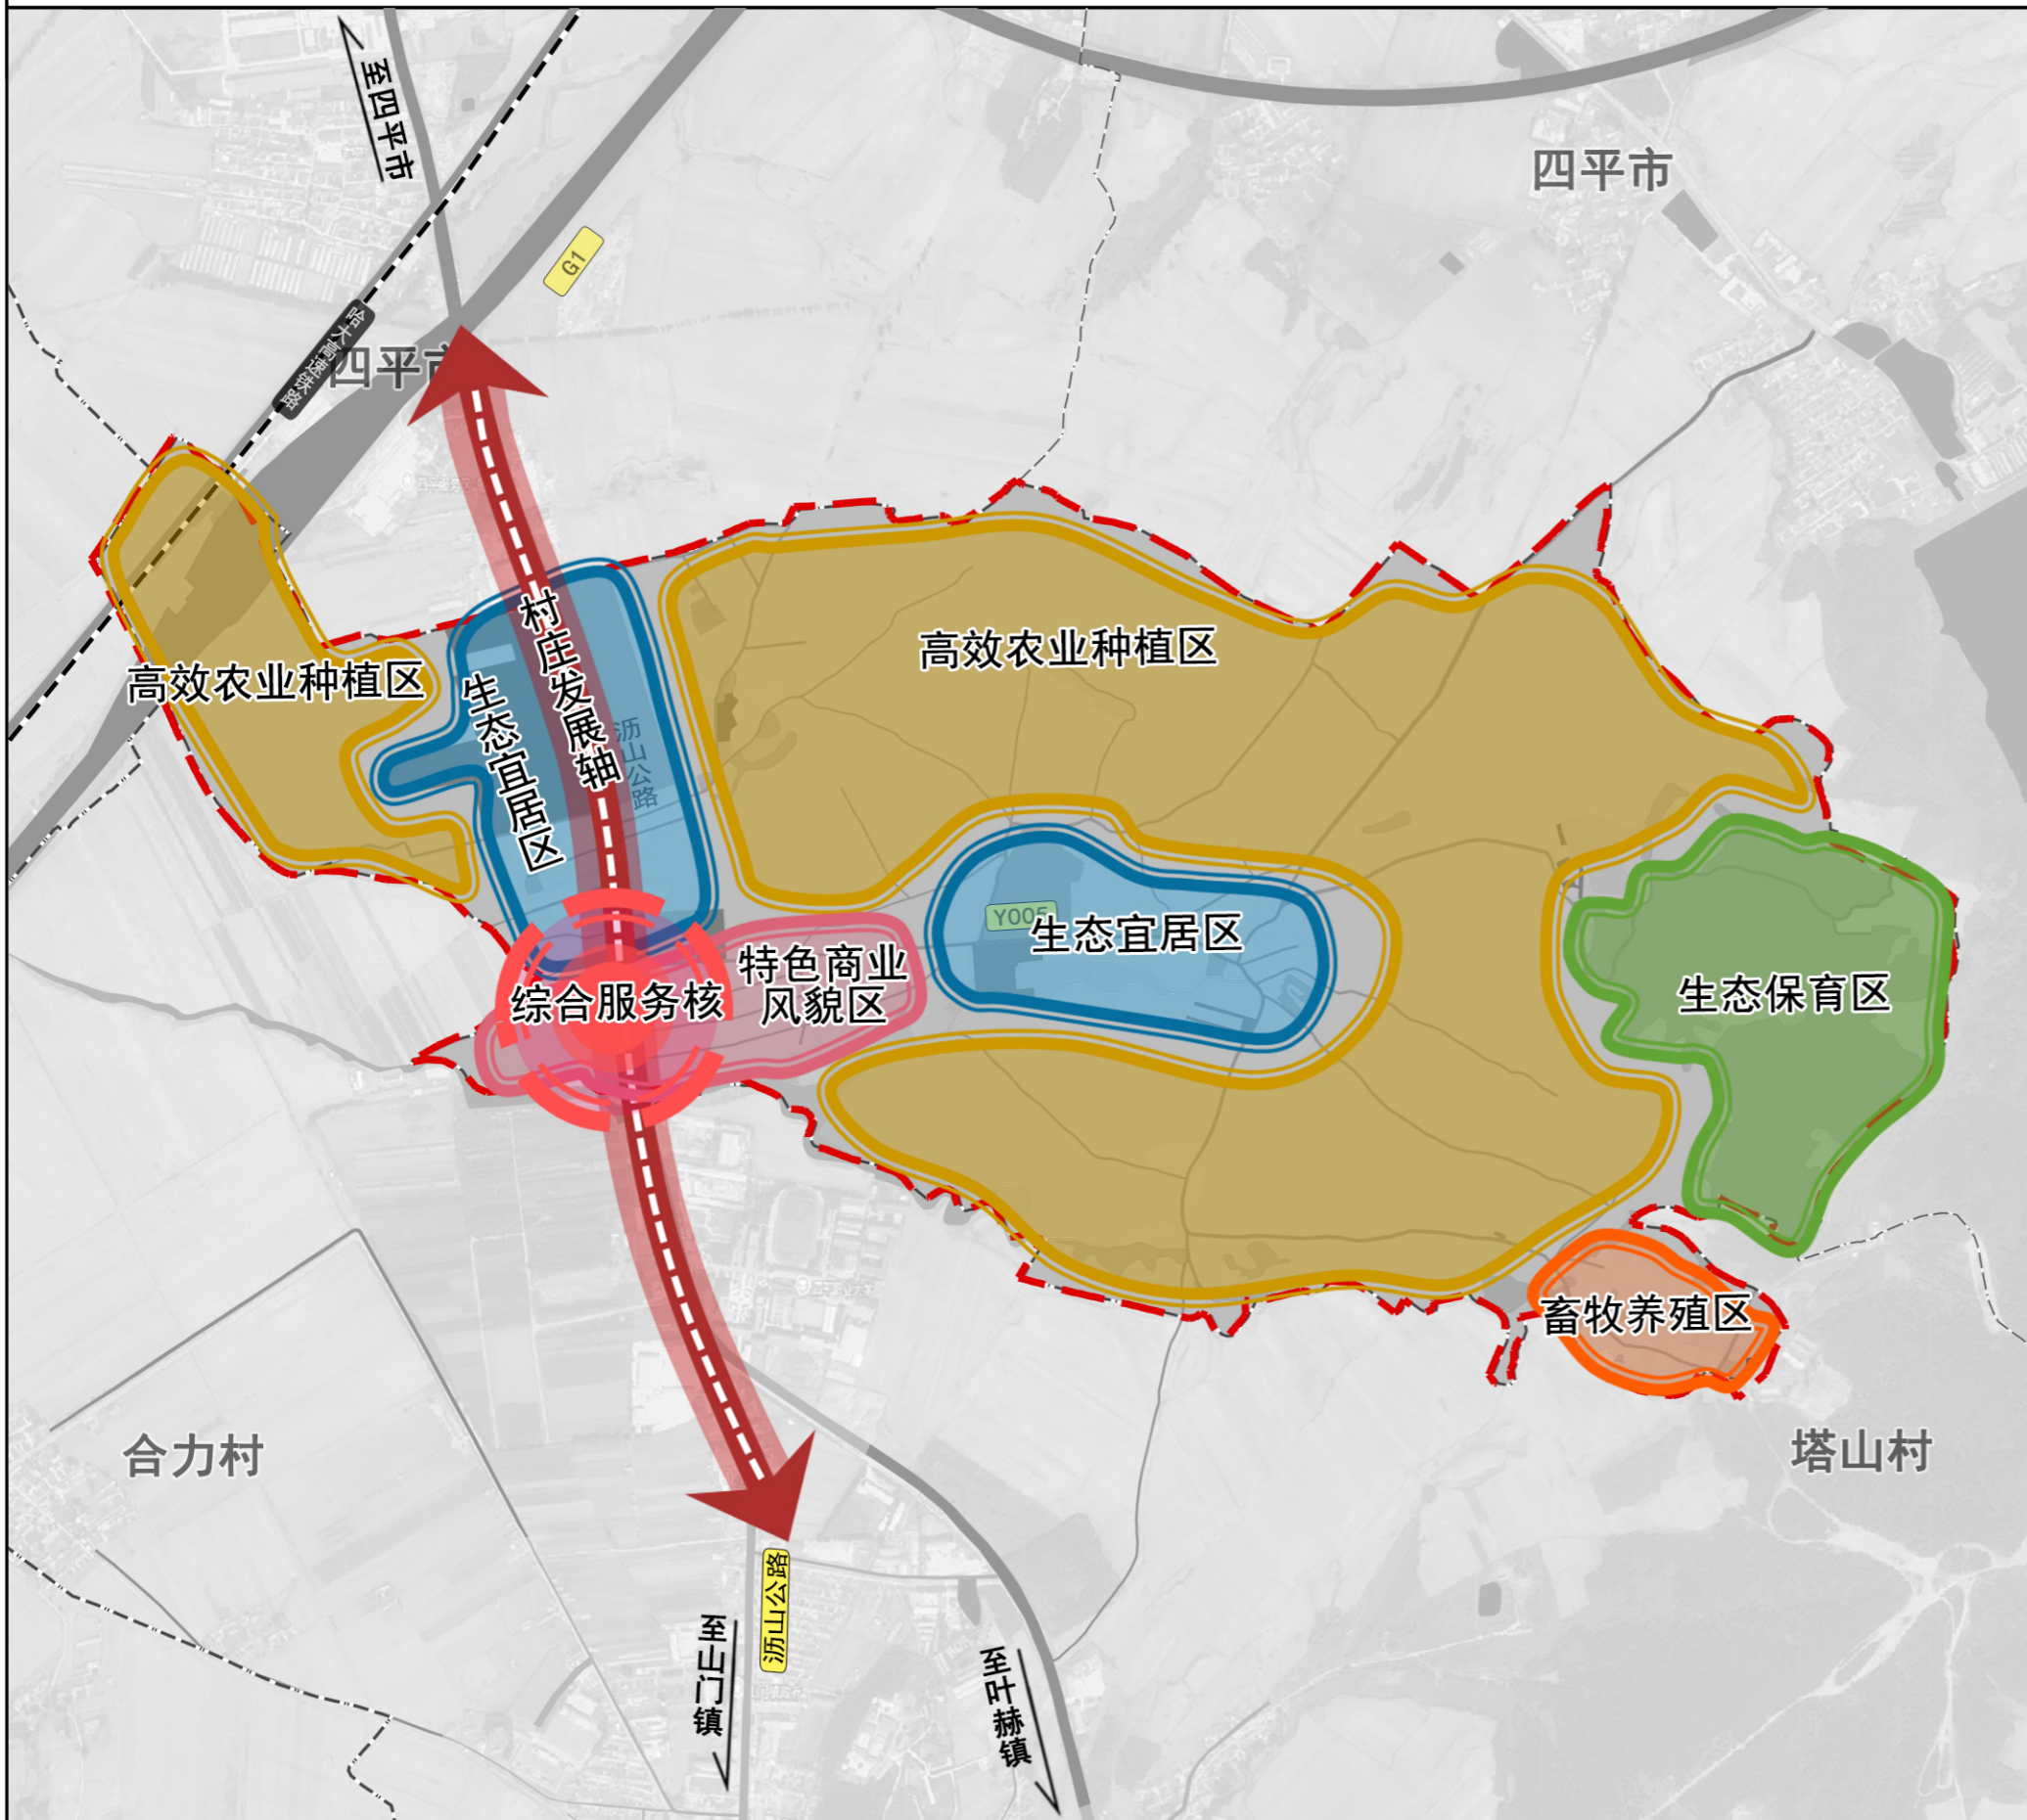 至四平市
四平市
G1
哈大高速铁路
四平市
高效农业种植区
高效农业种植区
村庄发展轴
生态宜居区
沥山公路
Y005
生态宜居区
特色商业
风貌区
综合服务核
生态保育区
畜牧养殖区
合力村
塔山村
沥山公路
至山门镇
至叶赫镇